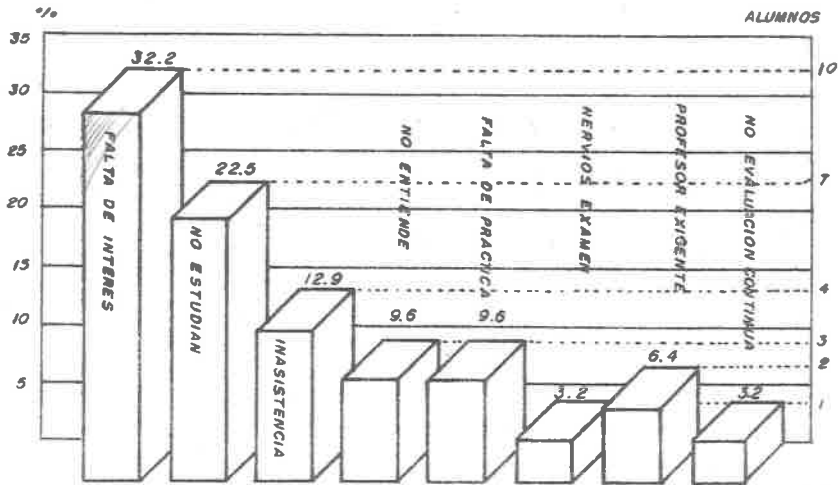 %
ALUMNOS
35
30
25
20
15
10
5
10
7
4
3
2
1
32.2
22.5
12.9
9.6
9.6
3.2
6.4
3.2
FALTA DE INTERES
NO ESTUDIAN
INASISTENCIA
NO ENTIENDE
FALTA DE PRACTICA
NERVIOS EXAMEN
PROFESOR EXIGENTE
NO EVALUACION CONTINUA